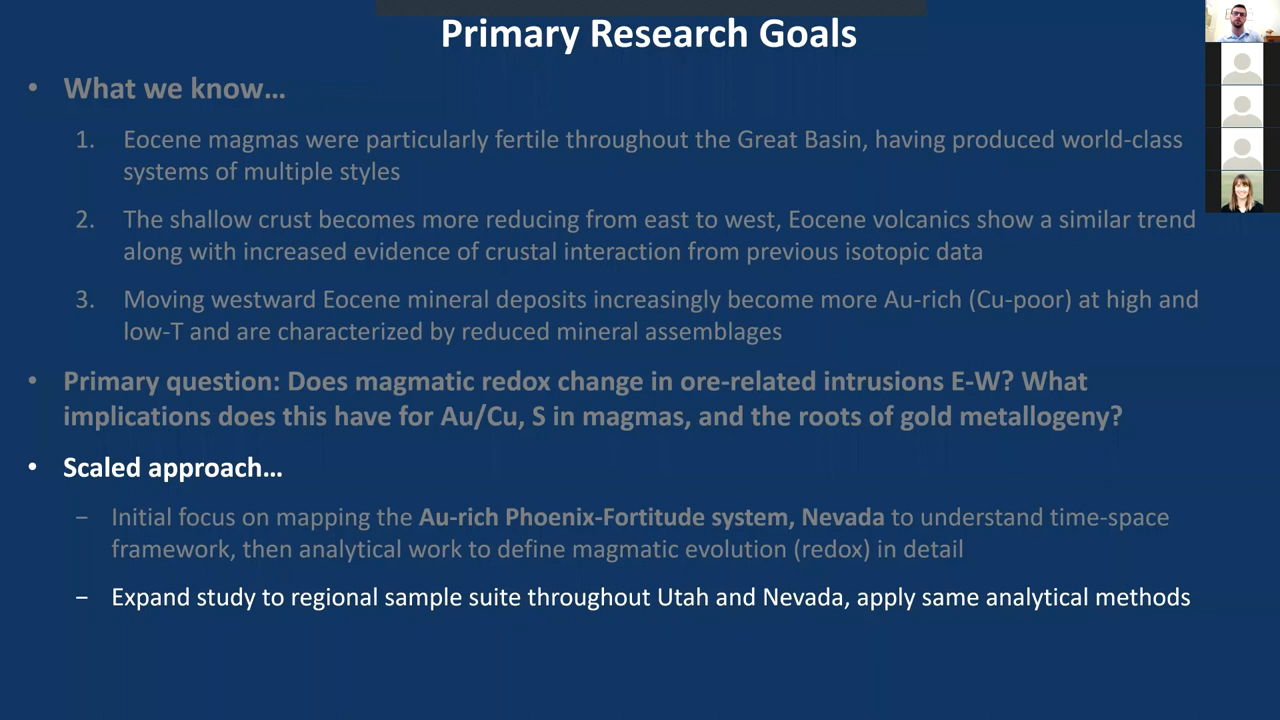 Primary Research Goals
• What we know...
1. Eocene magmas were particularly fertile throughout the Great Basin, having produced world-class
systems of multiple styles
2. The shallow crust becomes more reducing from east to west, Eocene volcanics show a similar trend
along with increased evidence of crustal interaction from previous isotopic data
3. Moving westward Eocene mineral deposits increasingly become more Au-rich (Cu-poor) at high and
low-T and are characterized by reduced mineral assemblages
• Primary question: Does magmatic redox change in ore-related intrusions E-W? What
implications does this have for Au/Cu, S in magmas, and the roots of gold metallogeny?
• Scaled approach...
– Initial focus on mapping the Au-rich Phoenix-Fortitude system, Nevada to understand time-space
framework, then analytical work to define magmatic evolution (redox) in detail
– Expand study to regional sample suite throughout Utah and Nevada, apply same analytical methods